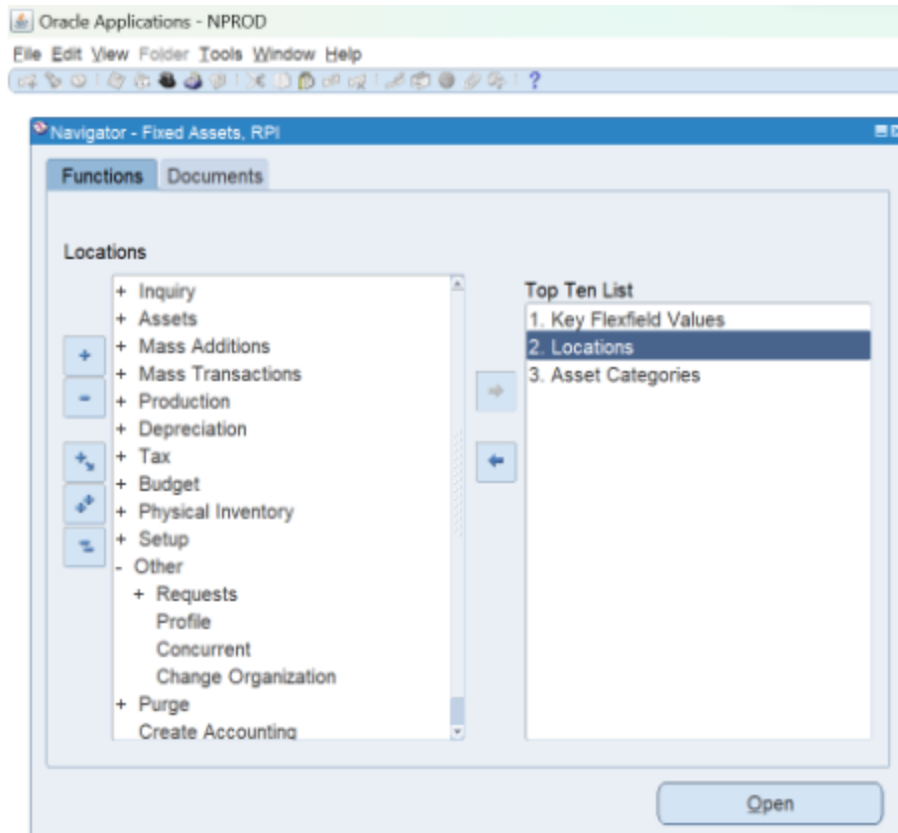 Oracle Applications - NPROD
File Edit View Folder Tools Window Help
Navigator - Fixed Assets, RPI
Functions Documents
Locations
+ Inquiry
+ Assets
+ Mass Additions
+ Mass Transactions
+ Production
+ Depreciation
+ Tax
+ Budget
+ Physical Inventory
+ Setup
- Other
+ Requests
Profile
Concurrent
Change Organization
+ Purge
Create Accounting
Top Ten List
1. Key Flexfield Values
2. Locations
3. Asset Categories
Open